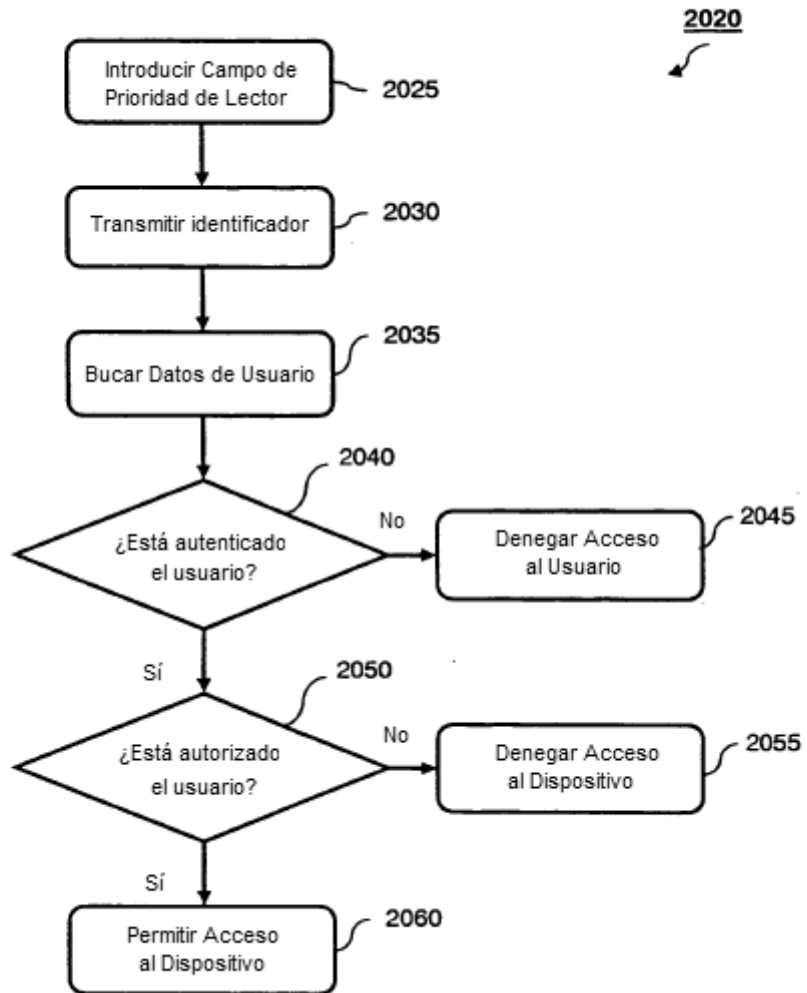 2020
Introducir Campo de
Prioridad de Lector
2025
Transmitir identificador
2030
Bucar Datos de Usuario
2035
¿Está autenticado
el usuario?
2040
No
Denegar Acceso
al Usuario
2045
Sí
¿Está autorizado
el usuario?
2050
No
Denegar Acceso
al Dispositivo
2055
Sí
Permitir Acceso
al Dispositivo
2060